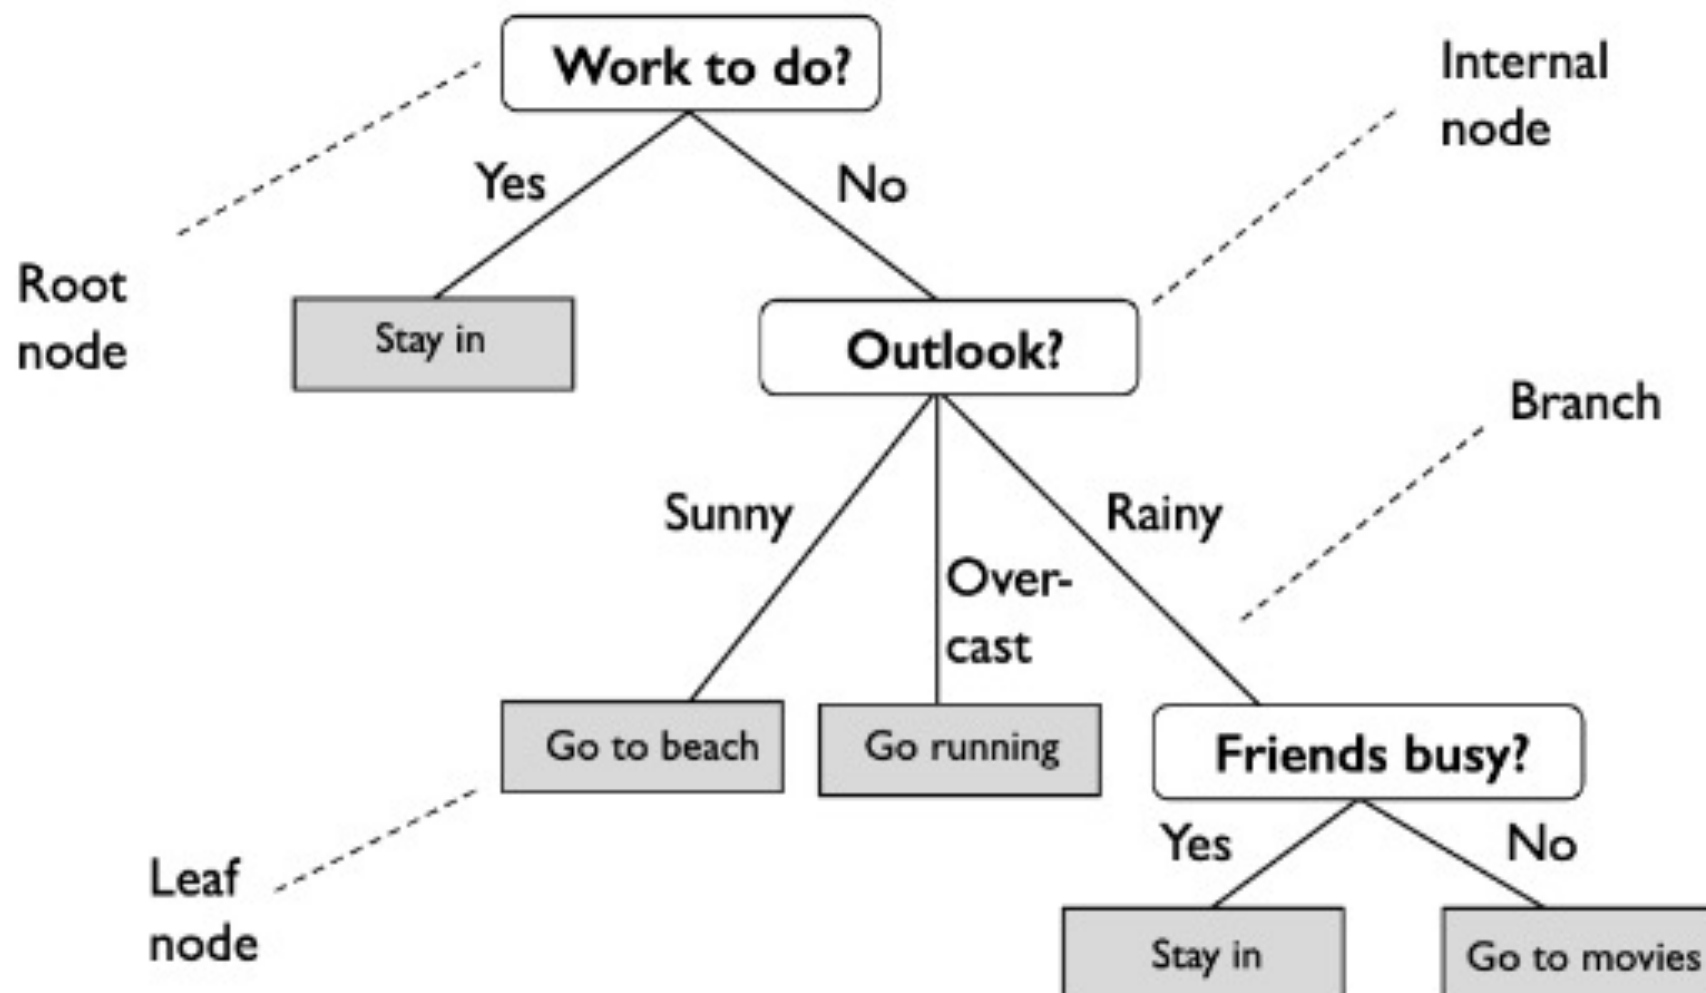 Work to do?
Internal
node
Yes
No
Root
node
Stay in
Outlook?
Branch
Sunny
Rainy
Over-
cast
Go to beach
Go running
Friends busy?
Yes
No
Leaf
node
Stay in
Go to movies